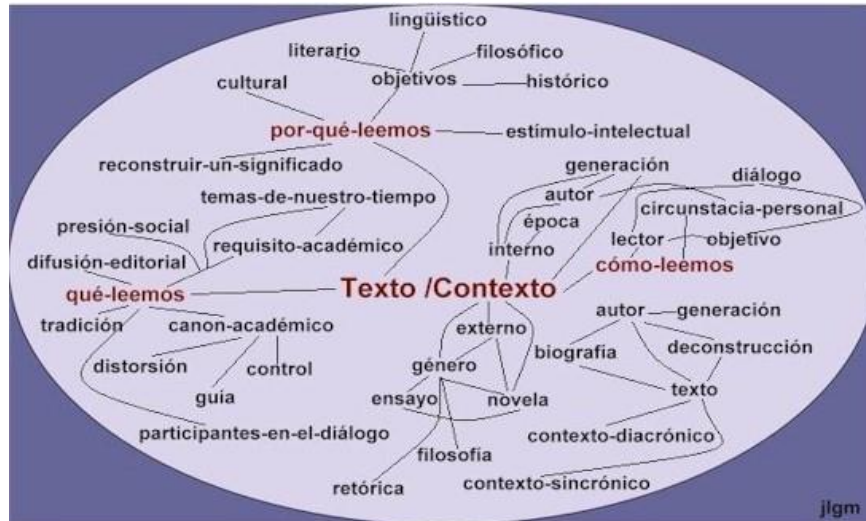 lingüístico
literario
filosófico
objetivos
histórico
cultural
por-qué-leemos
estímulo-intelectual
reconstruir-un-significado
generación
diálogo
temas-de-nuestro-tiempo
autor
circunstacia-personal
presión-social
época
requisito-académico
interno
lector
objetivo
difusión-editorial
cómo-leemos
qué-leemos
Texto /Contexto
tradición
canon-académico
externo
autor
generación
distorsión
control
género
biografía
deconstrucción
guía
ensayo
novela
texto
participantes-en-el-diálogo
contexto-diacrónico
filosofía
retórica
contexto-sincrónico
jlgm